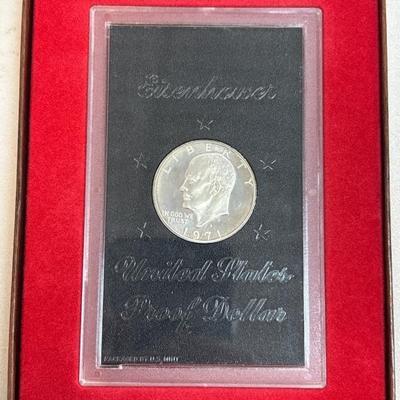 Eisenhower
LIBERTY
IN GOD WE
TRUST
1971
United States
Proof Dollar
PACKAGED BY U.S. MINT